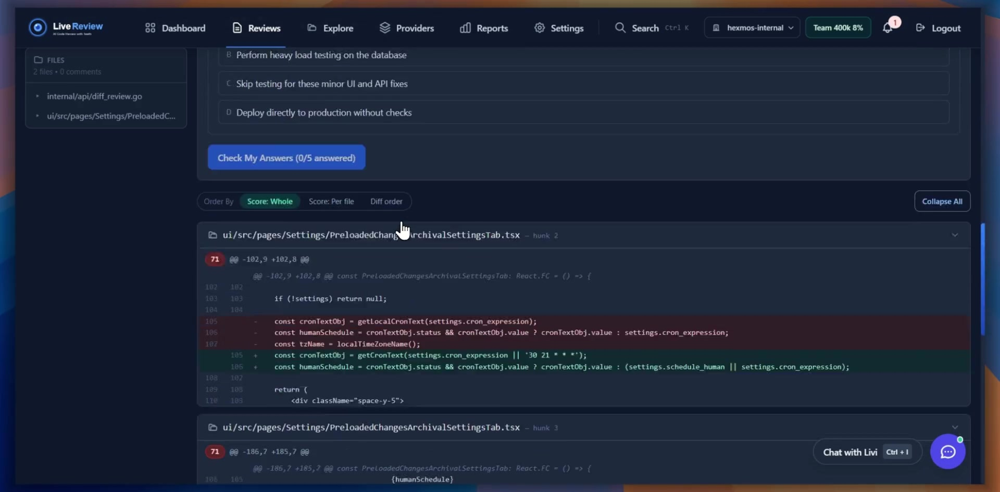 LiveReview
AI Code Review with Teeth
Dashboard
Reviews
Explore
Providers
Reports
Settings
Search Ctrl K
hexmos-internal
Team 400k 8%
1
Logout
FILES
2 files • 0 comments
internal/api/diff_review.go
ui/src/pages/Settings/PreloadedC...
B Perform heavy load testing on the database
C Skip testing for these minor UI and API fixes
D Deploy directly to production without checks
Check My Answers (0/5 answered)
Order By Score: Whole Score: Per file Diff order
Collapse All
ui/src/pages/Settings/PreloadedChang rchivalSettingsTab.tsx — hunk 2
71 @@ -102,9 +102,8 @@
@@ -102,9 +102,8 @@ const PreLoadedChangesArchivalSettingsTab: React.FC = () => {
102 102
103 103 if (!settings) return null;
104 104
105 - const cronTextObj = getLocalCronText(settings.cron_expression);
106 - const humanSchedule = cronTextObj.status && cronTextObj.value ? cronTextObj.value : settings.cron_expression;
107 - const tzName = localTimeZoneName();
105 + const cronTextObj = getCronText(settings.cron_expression || '30 21 * * *');
106 + const humanSchedule = cronTextObj.status && cronTextObj.value ? cronTextObj.value : (settings.schedule_human || settings.cron_expression);
108
109 108 return (
110 109 <div className="space-y-5">
ui/src/pages/Settings/PreloadedChangesArchivalSettingsTab.tsx — hunk 3
71 @@ -186,7 +185,7 @@
@@ -186,7 +185,7 @@ const PreLoadedChangesArchivalSettingsTab: React.FC = () => {
{humanSchedule}
Chat with Livi Ctrl + I